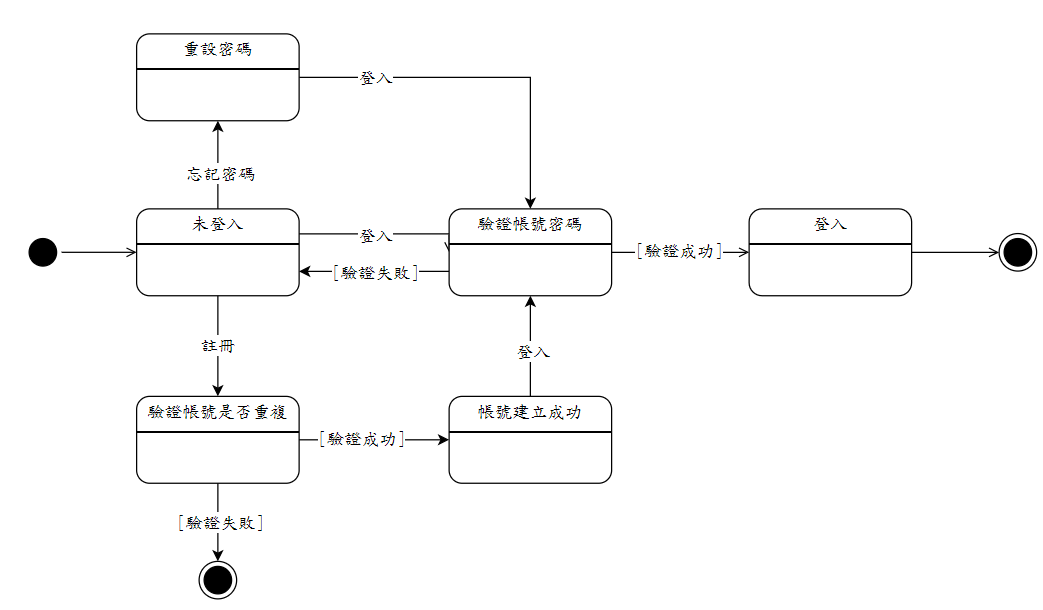 重設密碼
登入
忘記密碼
未登入
登入
驗證帳號密碼
[驗證成功]
登入
[驗證失敗]
註冊
登入
驗證帳號是否重複
[驗證成功]
帳號建立成功
[驗證失敗]